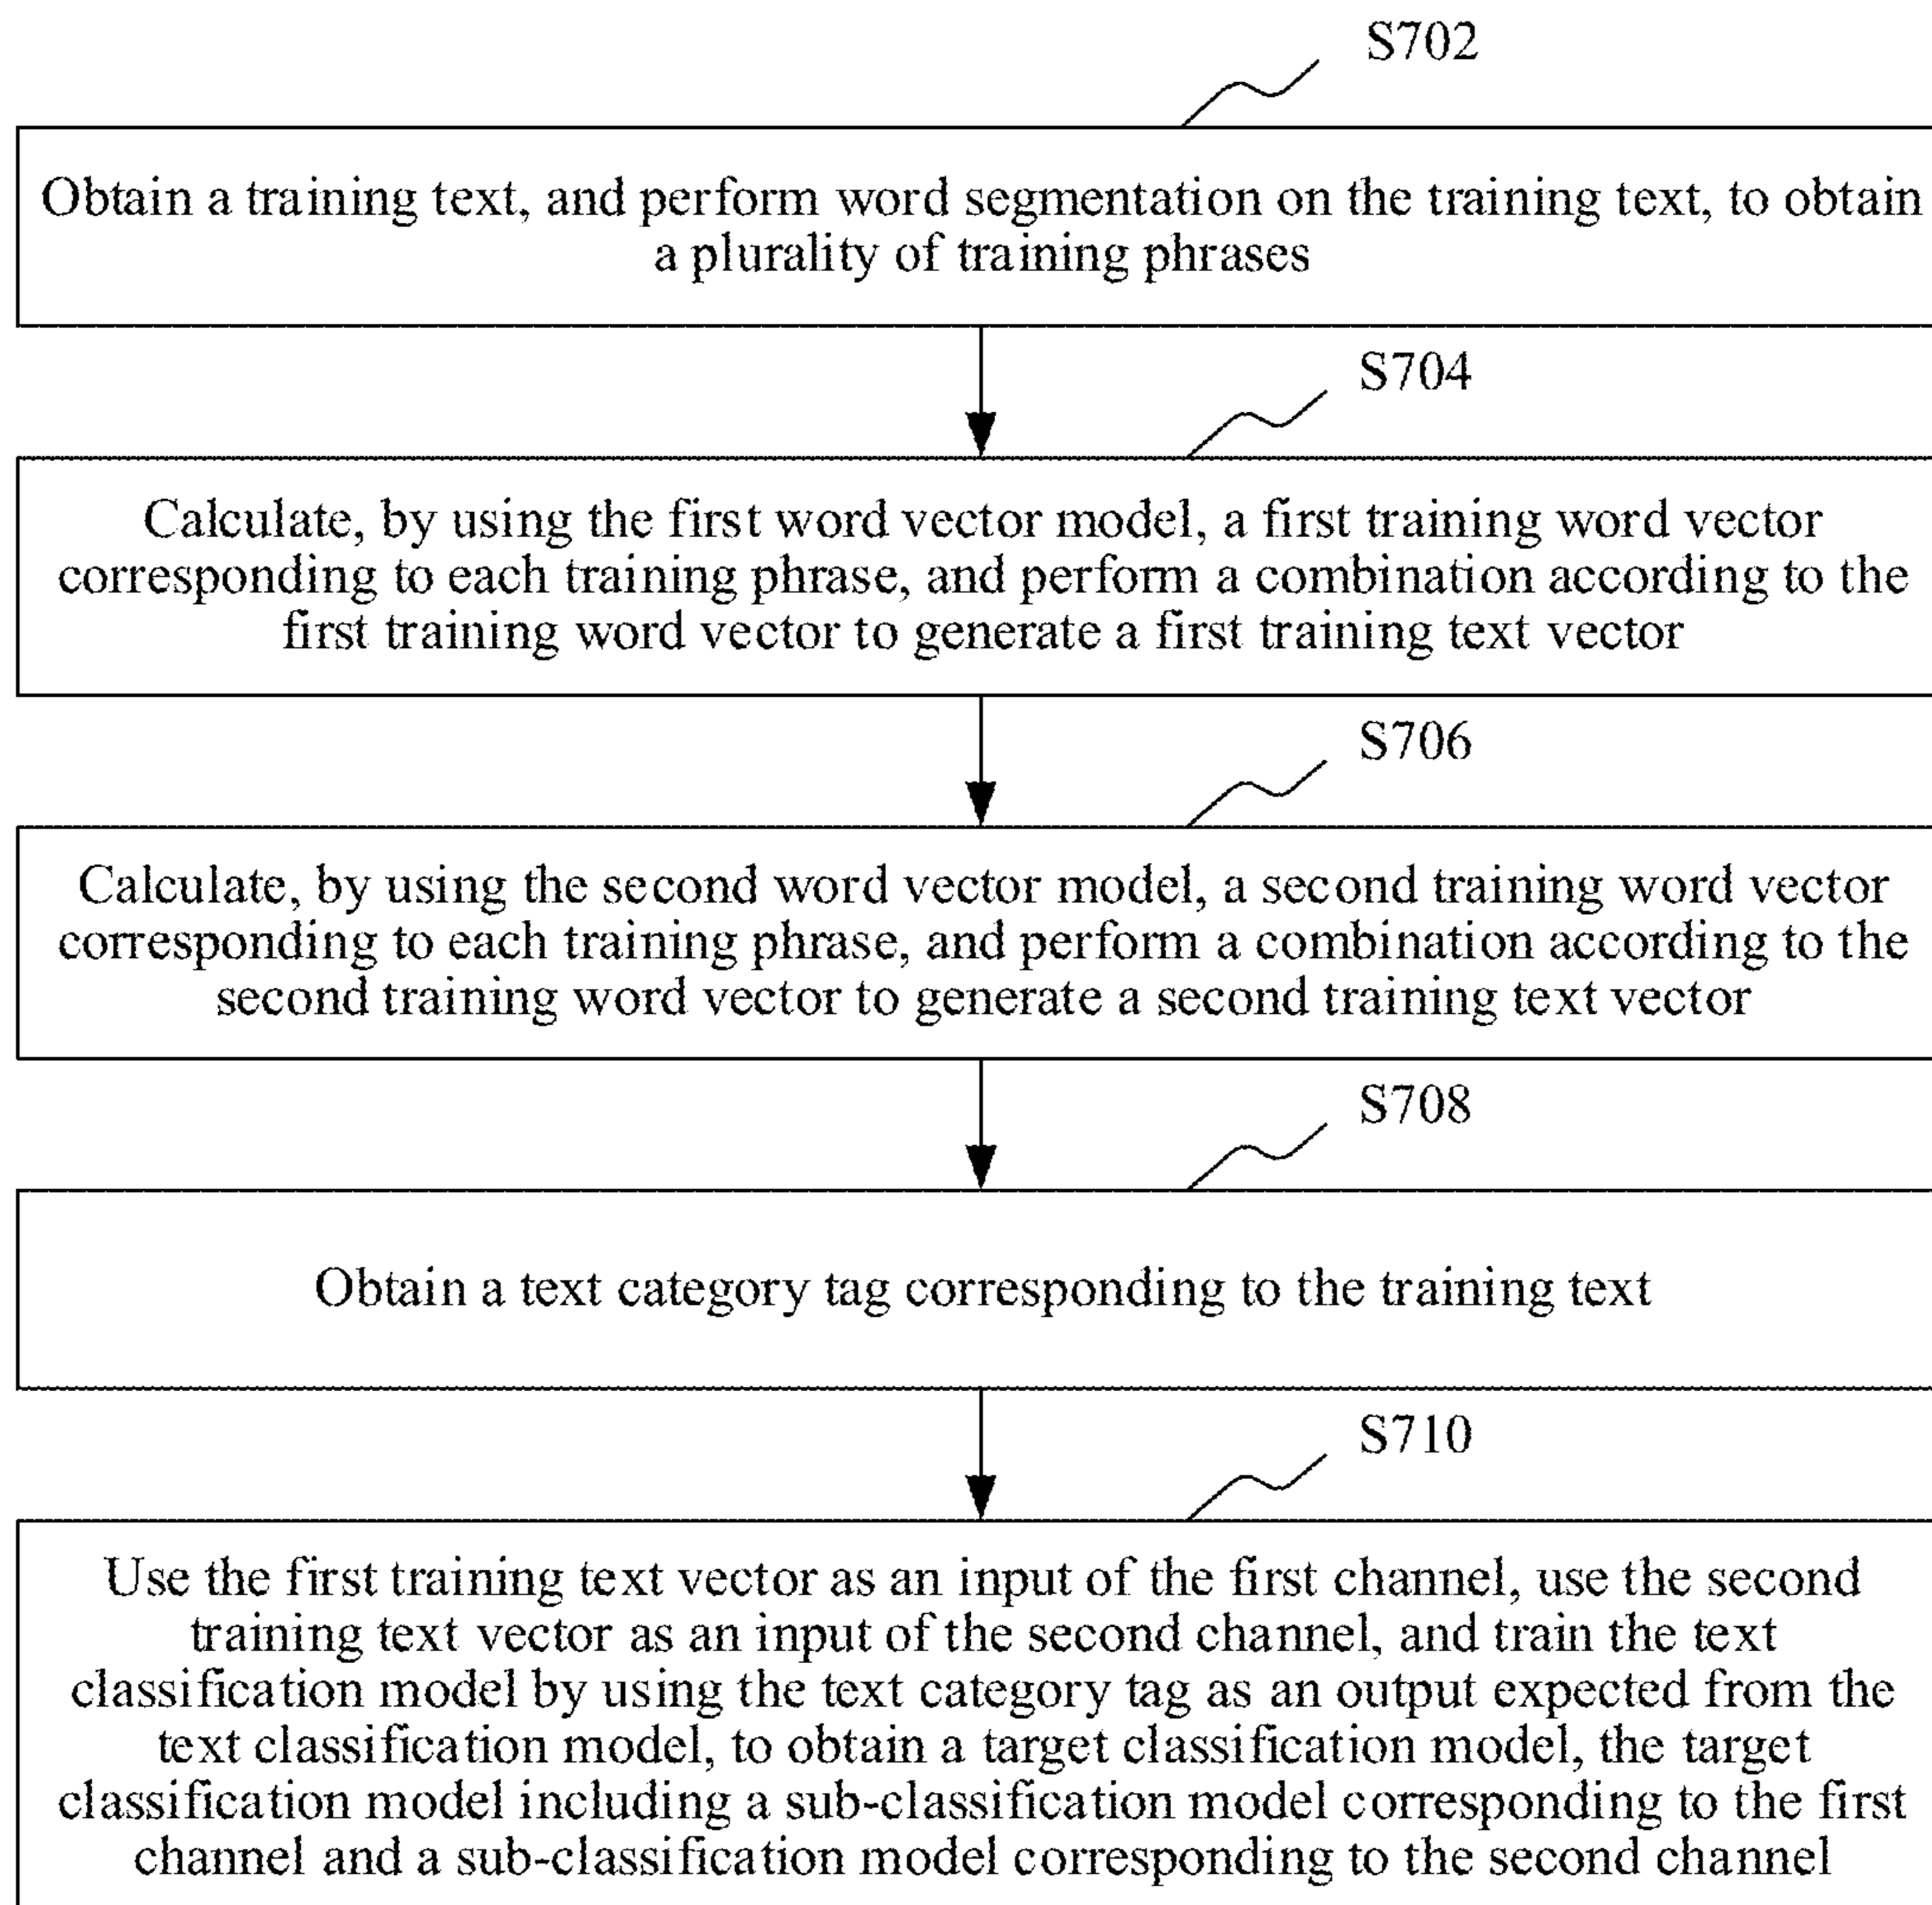 S702
Obtain a training text, and perform word segmentation on the training text, to obtain
a plurality of training phrases
S704
Calculate, by using the first word vector model, a first training word vector
corresponding to each training phrase, and perform a combination according to the
first training word vector to generate a first training text vector
S706
Calculate, by using the second word vector model, a second training word vector
corresponding to each training phrase, and perform a combination according to the
second training word vector to generate a second training text vector
S708
Obtain a text category tag corresponding to the training text
S710
Use the first training text vector as an input of the first channel, use the second
training text vector as an input of the second channel, and train the text
classification model by using the text category tag as an output expected from the
text classification model, to obtain a target classification model, the target
classification model including a sub-classification model corresponding to the first
channel and a sub-classification model corresponding to the second channel